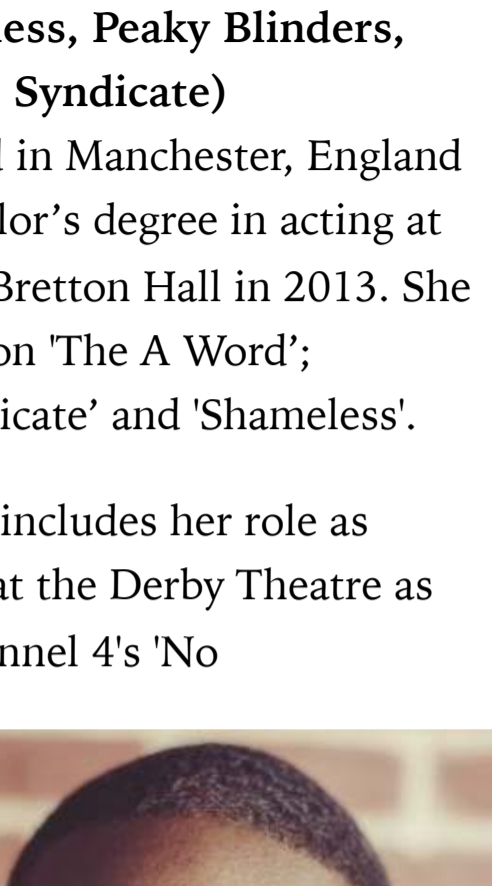 ess, Peaky Blinders,
Syndicate)
in Manchester, England
lor’s degree in acting at
Bretton Hall in 2013. She
on 'The A Word’;
icate’ and 'Shameless'.
includes her role as
at the Derby Theatre as
nnel 4's 'No